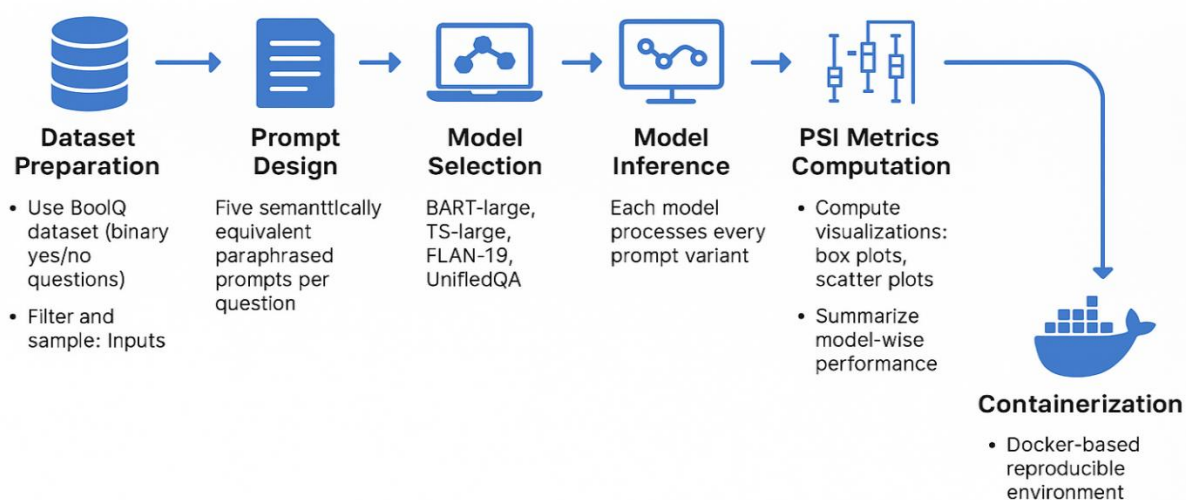 Dataset
Preparation
• Use BoolQ
dataset (binary
yes/no
questions)
• Filter and
sample: Inputs
Prompt
Design
Five semanttlcally
equivalent
paraphrased
prompts per
question
Model
Selection
BART-large,
TS-large,
FLAN-19,
UnifledQA
Model
Inference
Each model
processes every
prompt variant
PSI Metrics
Computation
• Compute
visualizations:
box plots,
scatter plots
• Summarize
model-wise
performance
Containerization
• Docker-based
reproducible
environment